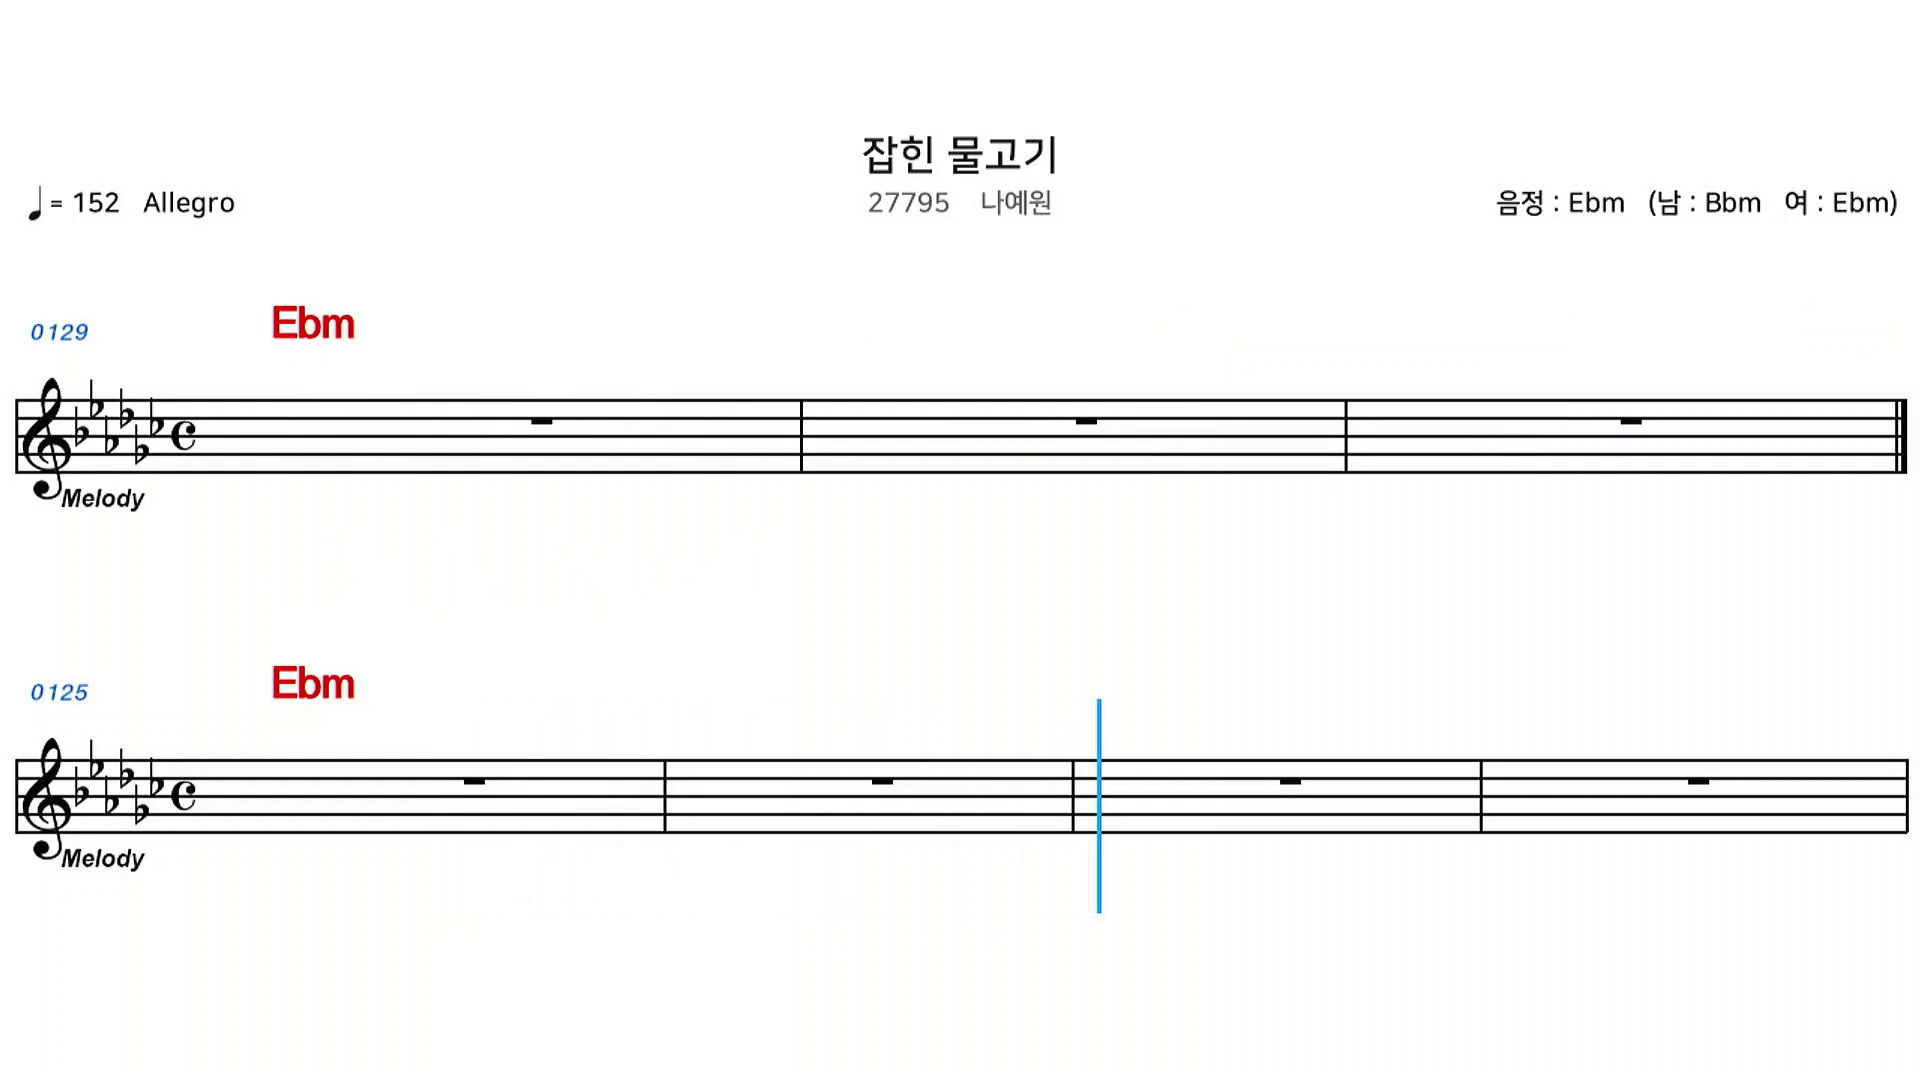 잡힌 물고기
♩= 152 Allegro 27795 나예원 음정 : Ebm (남 : Bbm 여 : Ebm)
0129 Ebm
Melody
0125 Ebm
Melody